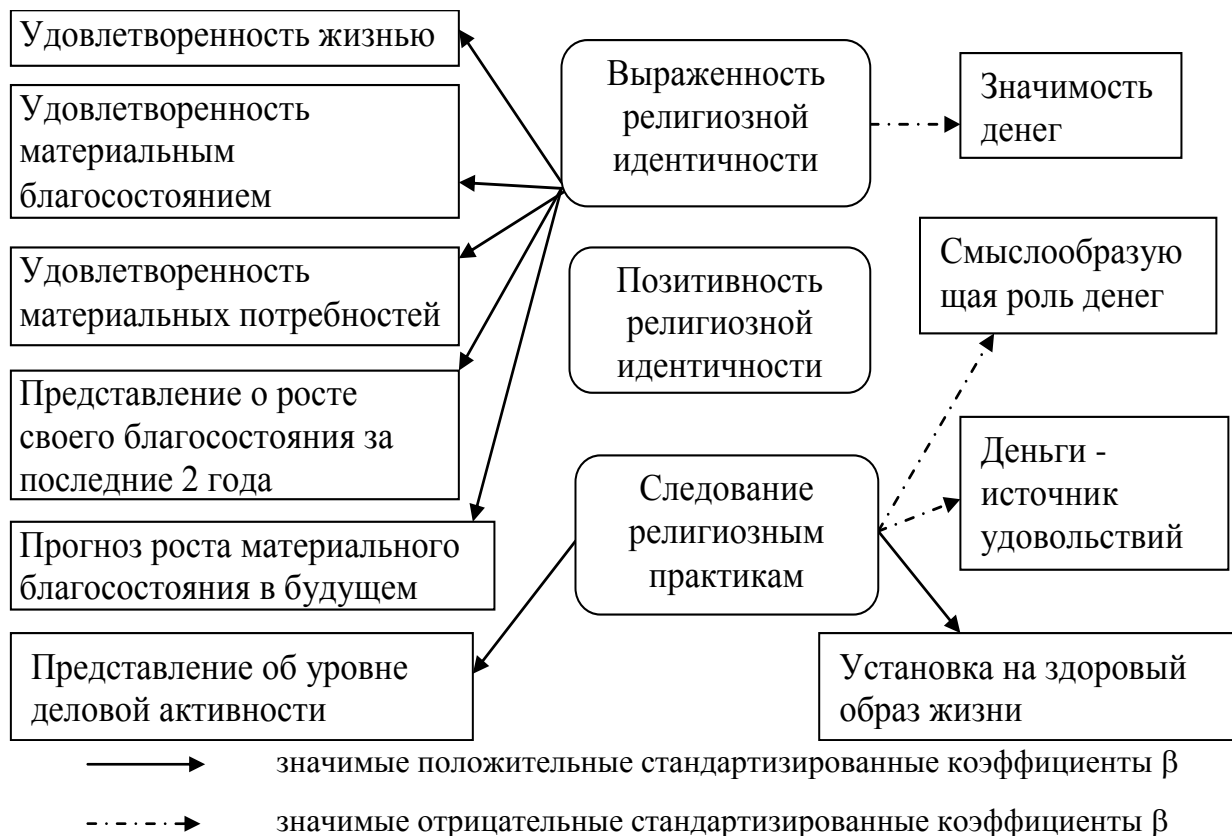 Удовлетворенность жизнью
Удовлетворенность
материальным
благосостоянием
Удовлетворенность
материальных потребностей
Представление о росте
своего благосостояния за
последние 2 года
Прогноз роста материального
благосостояния в будущем
Представление об уровне
деловой активности
Выраженность
религиозной
идентичности
Позитивность
религиозной
идентичности
Следование
религиозным
практикам
Значимость
денег
Смыслообразую
щая роль денег
Деньги -
источник
удовольствий
Установка на здоровый
образ жизни
значимые положительные стандартизированные коэффициенты β
значимые отрицательные стандартизированные коэффициенты β